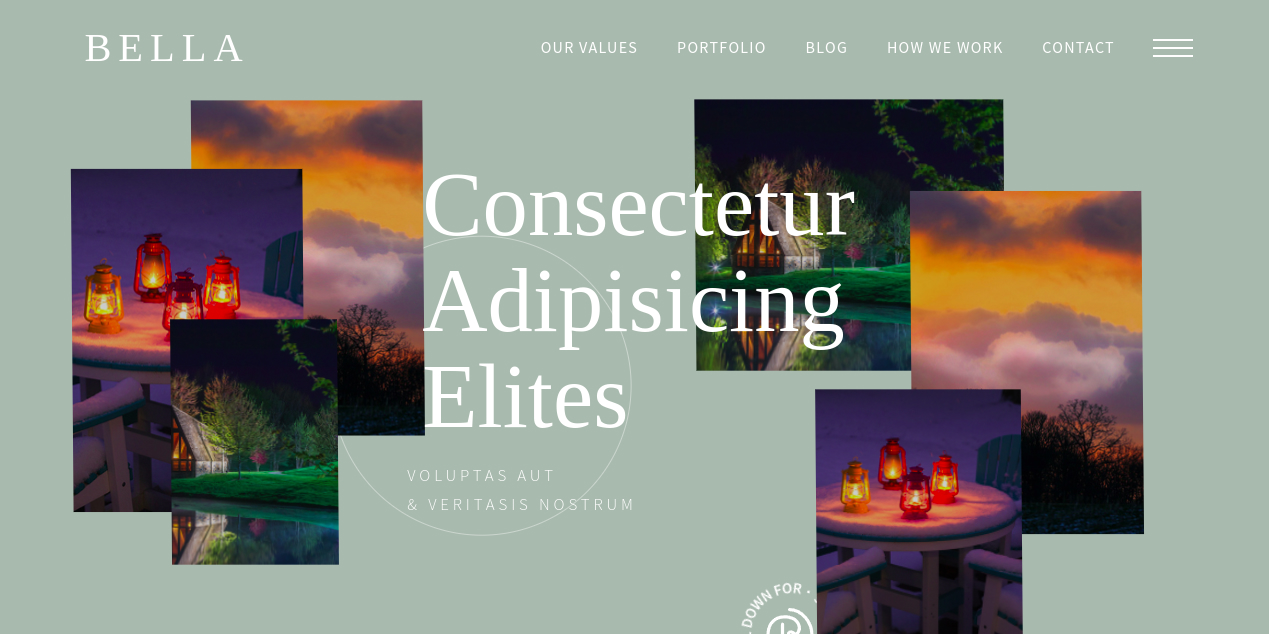 BELLA
OUR VALUES
PORTFOLIO
BLOG
HOW WE WORK
CONTACT
Consectetur
Adipisicing
Elites
VOLUPTAS AUT
& VERITASIS NOSTRUM
DOWN FOR